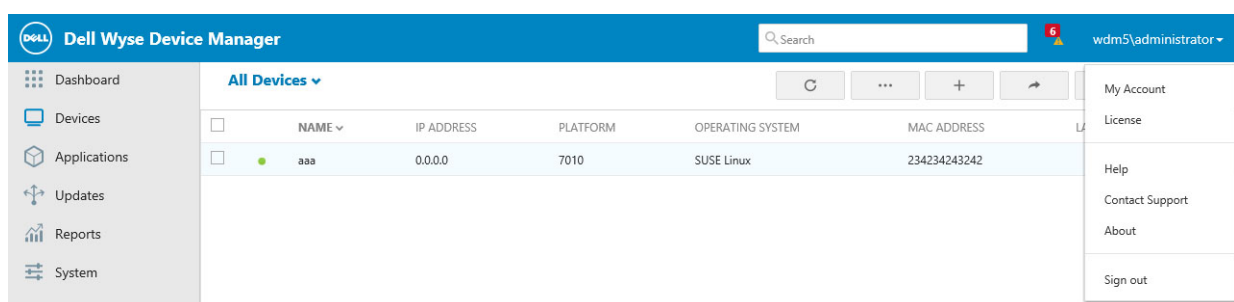 DELL Dell Wyse Device Manager Search 6 wdm5\administrator
Dashboard
Devices
Applications
Updates
Reports
System
All Devices
NAME IP ADDRESS PLATFORM OPERATING SYSTEM MAC ADDRESS
aaa 0.0.0.0 7010 SUSE Linux 234234243242
My Account
License
Help
Contact Support
About
Sign out